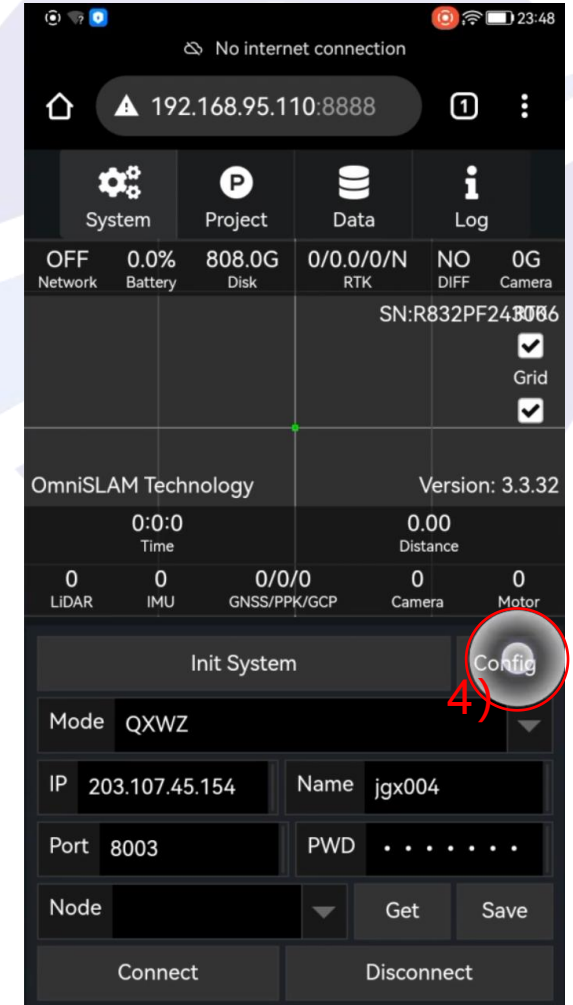 23:48
No internet connection
192.168.95.110:8888
1
System Project Data Log
OFF 0.0% 808.0G 0/0.0/0/N NO 0G
Network Battery Disk RTK DIFF Camera
SN:R832PF243006
Grid
OmniSLAM Technology Version: 3.3.32
0:0:0 0.00
Time Distance
0 0 0/0/0 0 0
LiDAR IMU GNSS/PPK/GCP Camera Motor
Init System Config
4)
Mode QXWZ
IP 203.107.45.154 Name jgx004
Port 8003 PWD
Node Get Save
Connect Disconnect